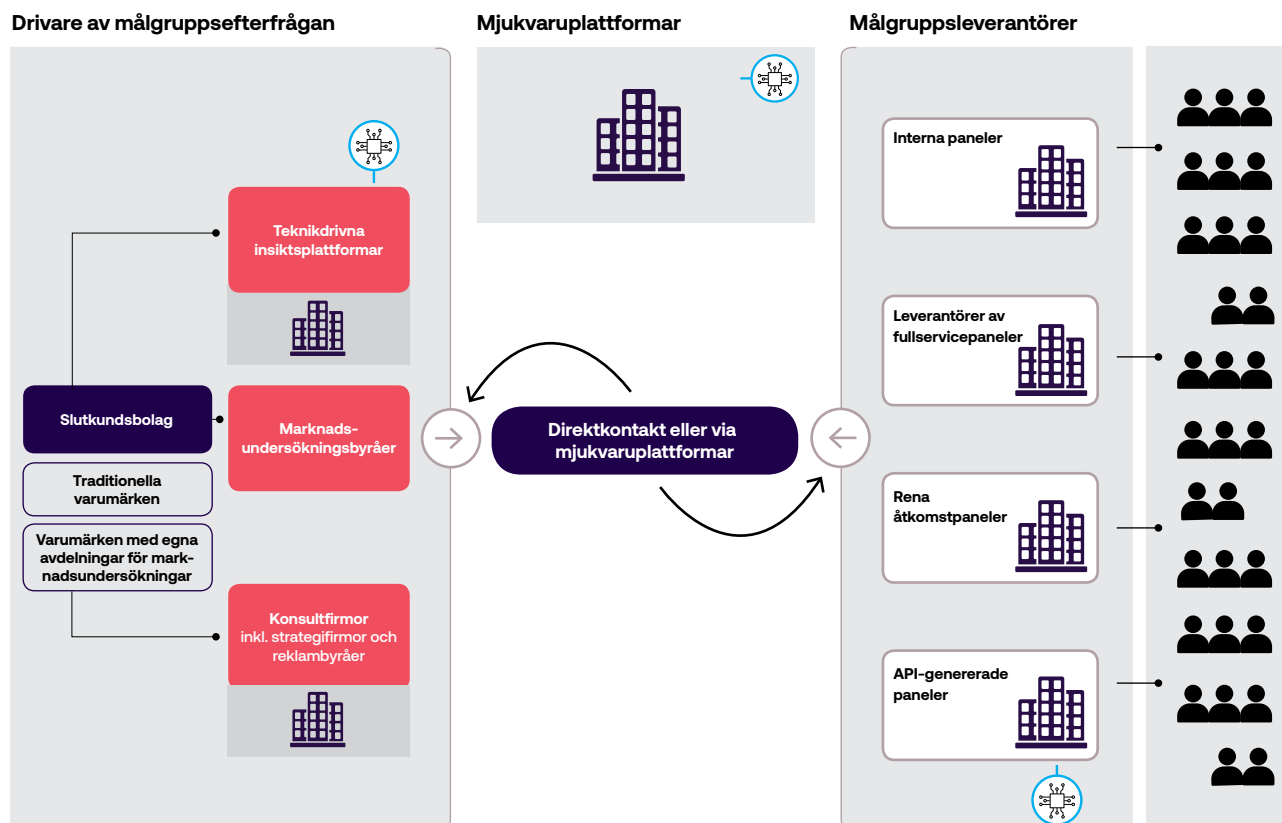 Drivare av målgruppsefterfrågan
Mjukvaruplattformar
Målgruppsleverantörer
Teknikdrivna
insiktsplattformar
Slutkundsbolag
Traditionella
varumärken
Varumärken med egna
avdelningar för mark-
nadsundersökningar
Marknads-
undersökningsbyråer
Konsultfirmor
inkl. strategifirmor och
reklambyråer
Direktkontakt eller via
mjukvaruplattformar
Interna paneler
Leverantörer av
fullservicepaneler
Rena
åtkomstpaneler
API-genererade
paneler